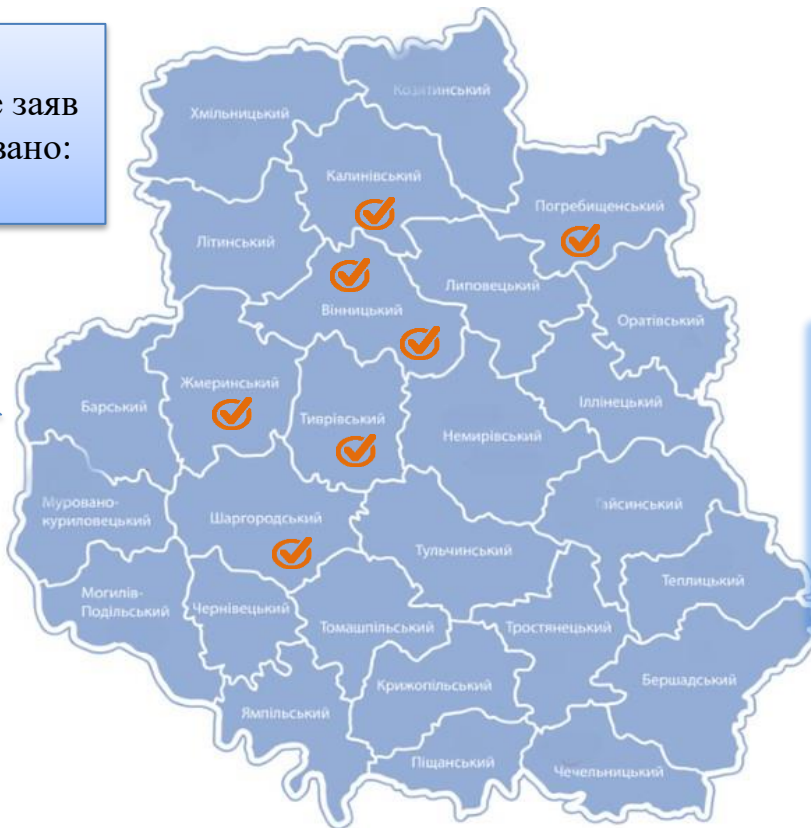 е заяв
вано:
Козятинський
Хмільницький
Калинівський
Погребищенський
Літинський
Липовецький
Вінницький
Оратівський
Жмеринський
Барський
Іллінецький
Тиврівський
Немирівський
Муровано-
куриловецький
Шаргородський
Гайсинський
Тульчинський
Теплицький
Могилів-
Подільський
Чернівецький
Томашпільський
Тростянецький
Бершадський
Крижопільський
Ямпільський
Піщанський
Чечельницький